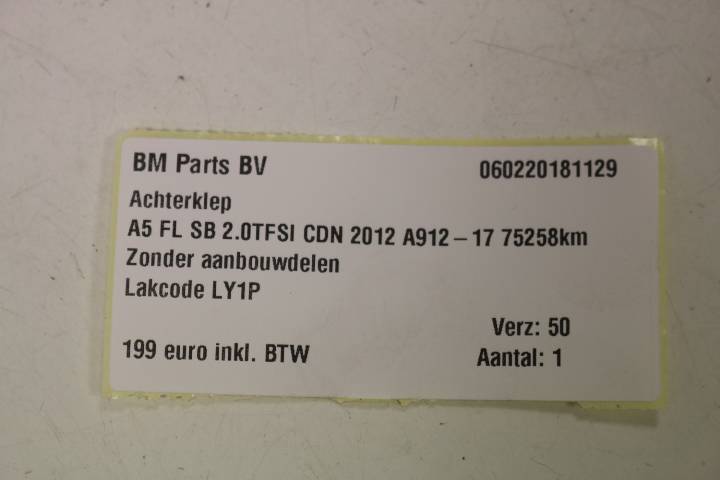 BM Parts BV 060220181129
Achterklep
A5 FL SB 2.0TFSI CDN 2012 A912 – 17 75258km
Zonder aanbouwdelen
Lakcode LY1P
Verz: 50
199 euro inkl. BTW Aantal: 1